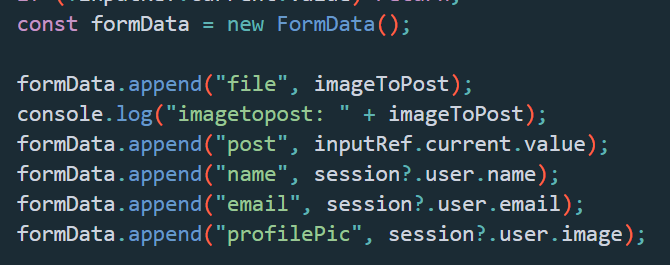 const formData = new FormData();
formData.append("file", imageToPost);
console.log("imagetopost: " + imageToPost);
formData.append("post", inputRef.current.value);
formData.append("name", session?.user.name);
formData.append("email", session?.user.email);
formData.append("profilePic", session?.user.image);